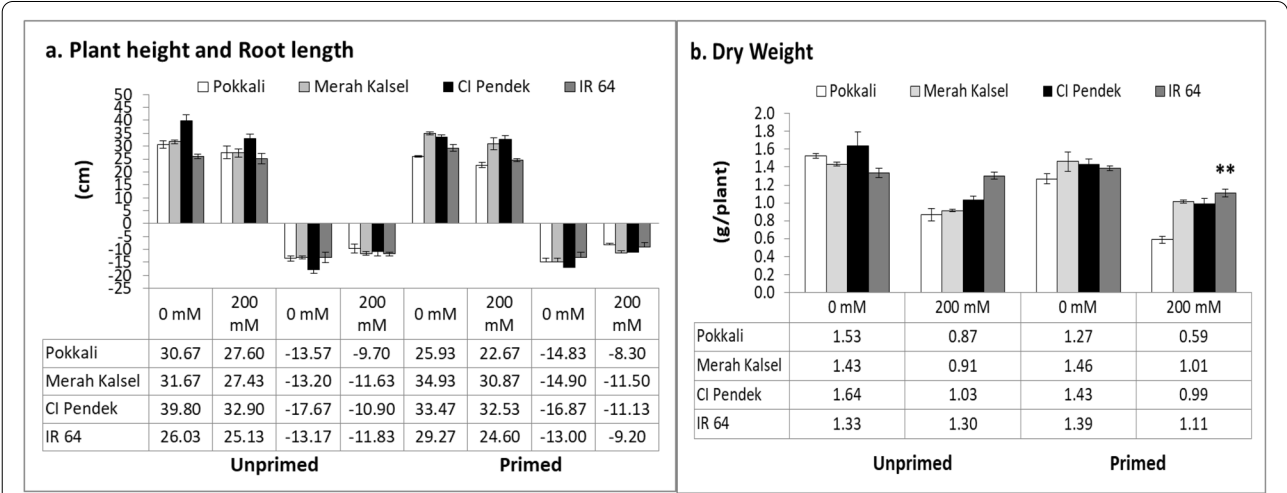 a. Plant height and Root length
Pokkali Merah Kalsel CI Pendek IR 64
50
45
40
35
30
25
20
15
10
5
0
-5
-10
-15
-20
-25
(cm)
0 mM 200 mM 0 mM 200 mM 0 mM 200 mM 0 mM 200 mM
Pokkali 30.67 27.60 -13.57 -9.70 25.93 22.67 -14.83 -8.30
Merah Kalsel 31.67 27.43 -13.20 -11.63 34.93 30.87 -14.90 -11.50
CI Pendek 39.80 32.90 -17.67 -10.90 33.47 32.53 -16.87 -11.13
IR 64 26.03 25.13 -13.17 -11.83 29.27 24.60 -13.00 -9.20
Unprimed Primed
b. Dry Weight
Pokkali Merah Kalsel CI Pendek IR 64
2.0
1.8
1.6
1.4
1.2
1.0
0.8
0.6
0.4
0.2
0.0
(g/plant)
**
0 mM 200 mM 0 mM 200 mM
Pokkali 1.53 0.87 1.27 0.59
Merah Kalsel 1.43 0.91 1.46 1.01
CI Pendek 1.64 1.03 1.43 0.99
IR 64 1.33 1.30 1.39 1.11
Unprimed Primed